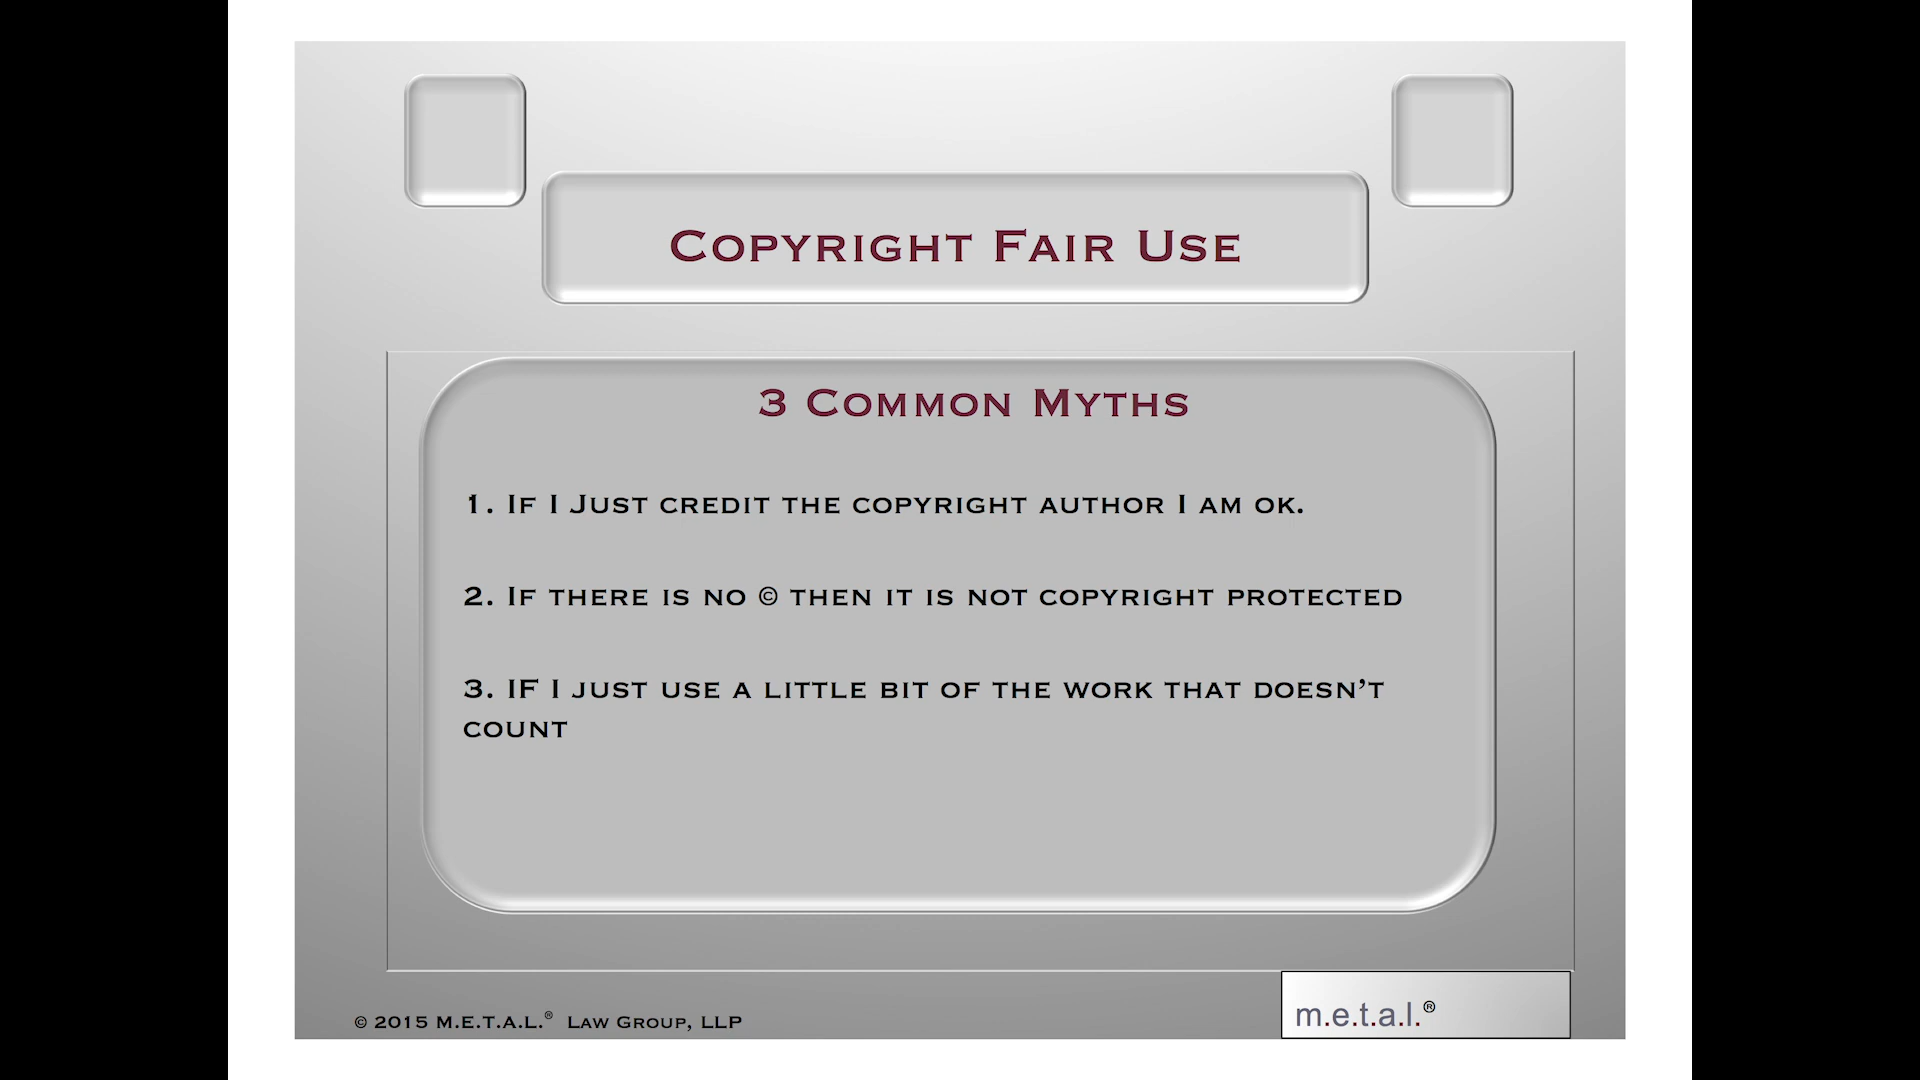 Copyright Fair Use
3 Common Myths
1. If I Just credit the copyright author I am ok.
2. If there is no © then it is not copyright protected
3. IF I just use a little bit of the work that doesn’t
count
© 2015 M.E.T.A.L.® Law Group, LLP
m.e.t.a.l.®